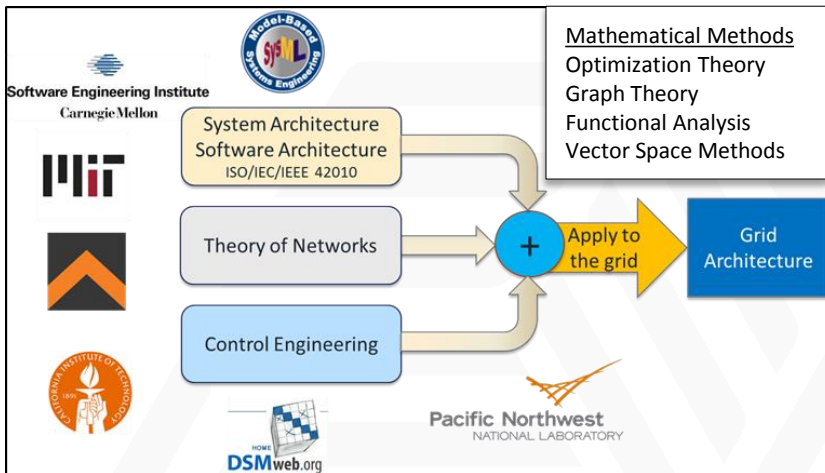 Model-Based
SysML
Systems Engineering
Mathematical Methods
Optimization Theory
Graph Theory
Functional Analysis
Vector Space Methods
Software Engineering Institute
Carnegie Mellon
System Architecture
Software Architecture
ISO/IEC/IEEE 42010
MIT
Theory of Networks
+
Apply to
the grid
Grid
Architecture
Control Engineering
CALIFORNIA INSTITUTE OF TECHNOLOGY
1891
HOME
DSMweb.org
Pacific Northwest
NATIONAL LABORATORY